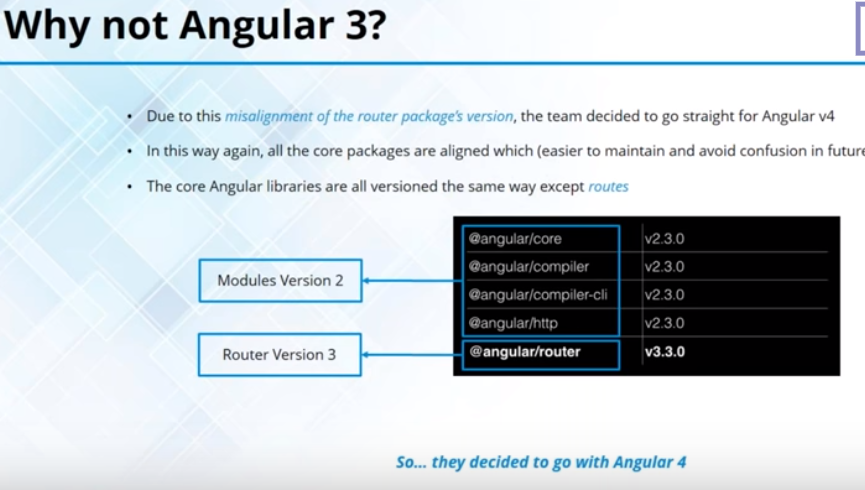 Why not Angular 3?
• Due to this misalignment of the router package's version, the team decided to go straight for Angular v4
• In this way again, all the core packages are aligned which (easier to maintain and avoid confusion in future
• The core Angular libraries are all versioned the same way except routes
@angular/core v2.3.0
@angular/compiler v2.3.0
Modules Version 2
@angular/compiler-cli v2.3.0
@angular/http v2.3.0
Router Version 3
@angular/router v3.3.0
So... they decided to go with Angular 4